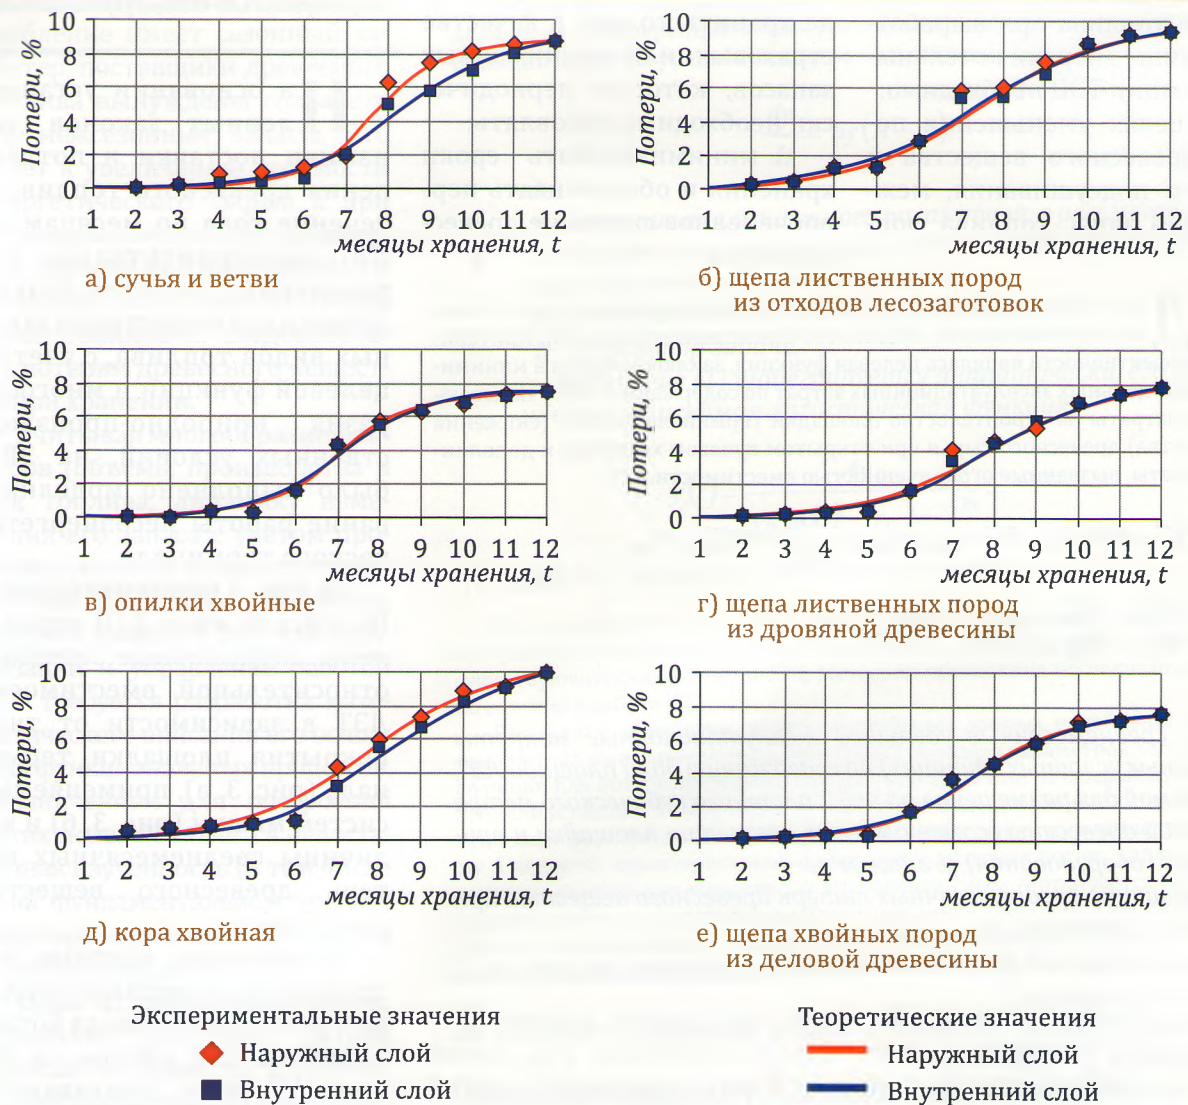 Потери, %
10
8
6
4
2
0
1 2 3 4 5 6 7 8 9 10 11 12
месяцы хранения, t
а) сучья и ветви
Потери, %
10
8
6
4
2
0
1 2 3 4 5 6 7 8 9 10 11 12
месяцы хранения, t
б) щепа лиственных пород
из отходов лесозаготовок
Потери, %
10
8
6
4
2
0
1 2 3 4 5 6 7 8 9 10 11 12
месяцы хранения, t
в) опилки хвойные
Потери, %
10
8
6
4
2
0
1 2 3 4 5 6 7 8 9 10 11 12
месяцы хранения, t
г) щепа лиственных пород
из дровяной древесины
Потери, %
10
8
6
4
2
0
1 2 3 4 5 6 7 8 9 10 11 12
месяцы хранения, t
д) кора хвойная
Потери, %
10
8
6
4
2
0
1 2 3 4 5 6 7 8 9 10 11 12
месяцы хранения, t
е) щепа хвойных пород
из деловой древесины
Экспериментальные значения
Наружный слой
Внутренний слой
Теоретические значения
Наружный слой
Внутренний слой